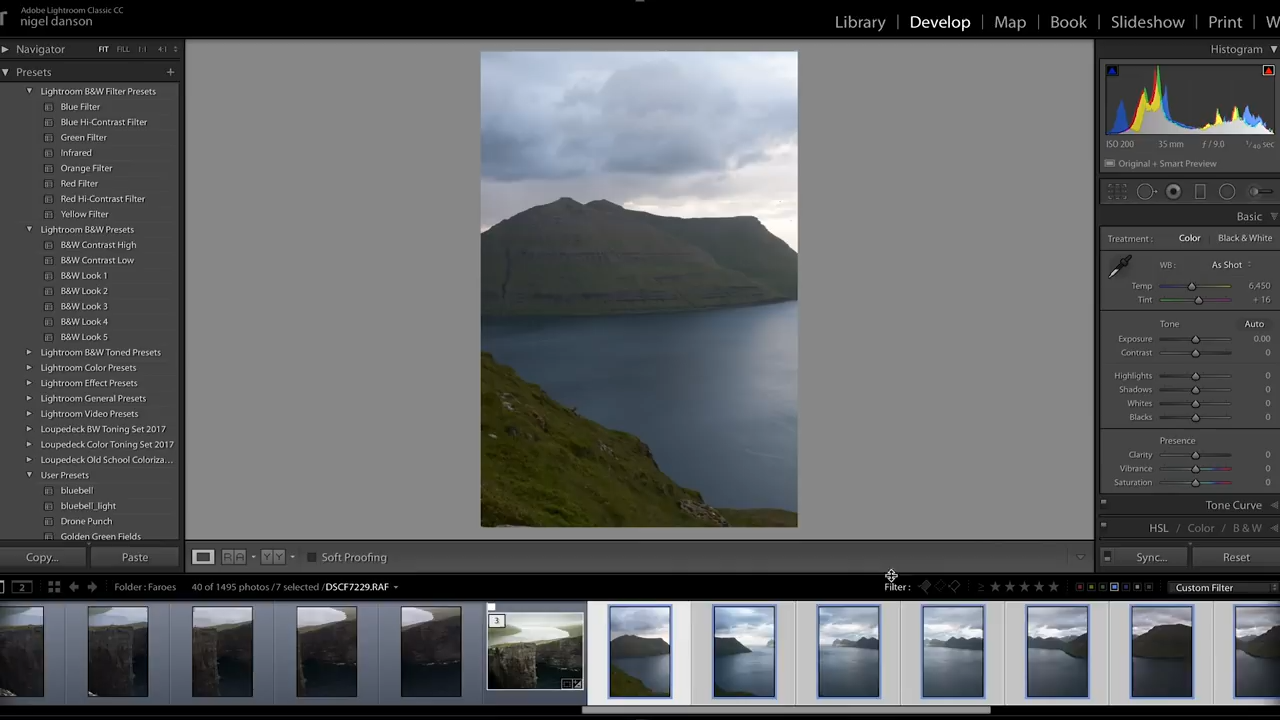 Adobe Lightroom Classic CC
nigel danson
Library | Develop | Map | Book | Slideshow | Print |
Navigator FIT FILL 1:1 4:1
Presets +
Lightroom B&W Filter Presets
Blue Filter
Blue Hi-Contrast Filter
Green Filter
Infrared
Orange Filter
Red Filter
Red Hi-Contrast Filter
Yellow Filter
Lightroom B&W Presets
B&W Contrast High
B&W Contrast Low
B&W Look 1
B&W Look 2
B&W Look 3
B&W Look 4
B&W Look 5
Lightroom B&W Toned Presets
Lightroom Color Presets
Lightroom Effect Presets
Lightroom General Presets
Lightroom Video Presets
Loupedeck BW Toning Set 2017
Loupedeck Color Toning Set 2017
Loupedeck Old School Coloriza...
User Presets
bluebell
bluebell_light
Drone Punch
Golden Green Fields
Copy... Paste
Soft Proofing
Histogram
ISO 200 35 mm ƒ / 9.0 1/40 sec
Original + Smart Preview
Basic
Treatment : Color Black & White
WB : As Shot
Temp 6,450
Tint + 16
Tone Auto
Exposure 0.00
Contrast 0
Highlights 0
Shadows 0
Whites 0
Blacks 0
Presence
Clarity 0
Vibrance 0
Saturation 0
Tone Curve
HSL / Color / B & W
Sync... Reset
2 Folder : Faroes 40 of 1495 photos / 7 selected / DSCF7229.RAF Filter : Custom Filter
3